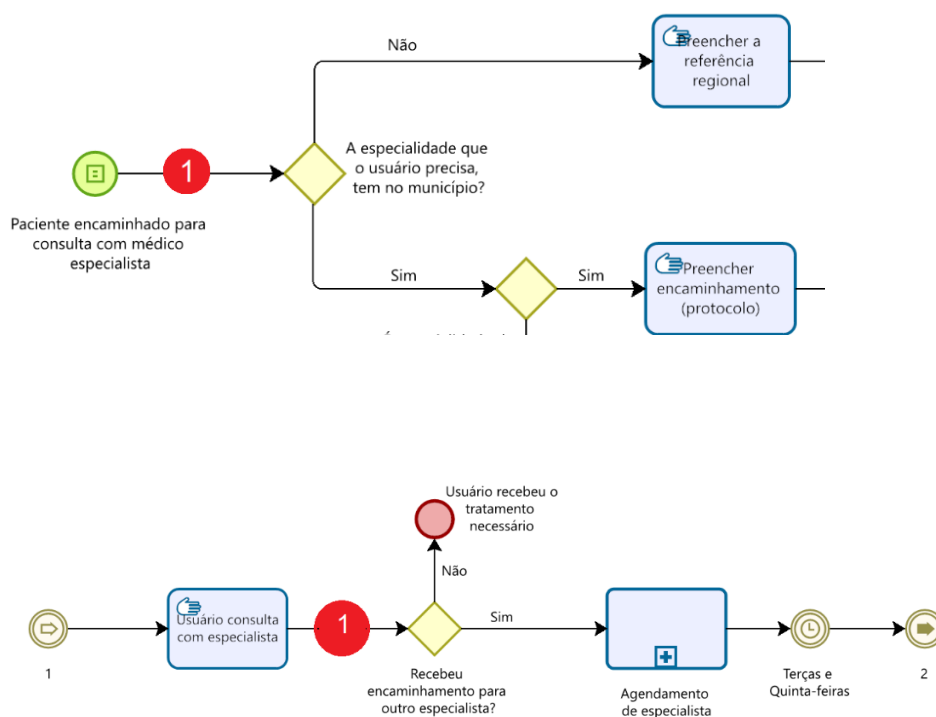 Não
Preencher a
referência
regional
1
A especialidade que
o usuário precisa,
tem no município?
Paciente encaminhado para
consulta com médico
especialista
Sim
Sim
Preencher
encaminhamento
(protocolo)
Usuário recebeu o
tratamento
necessário
Não
Usuário consulta
com especialista
1
Sim
1
Recebeu
encaminhamento para
outro especialista?
Agendamento
de especialista
Terças e
Quinta-feiras
2